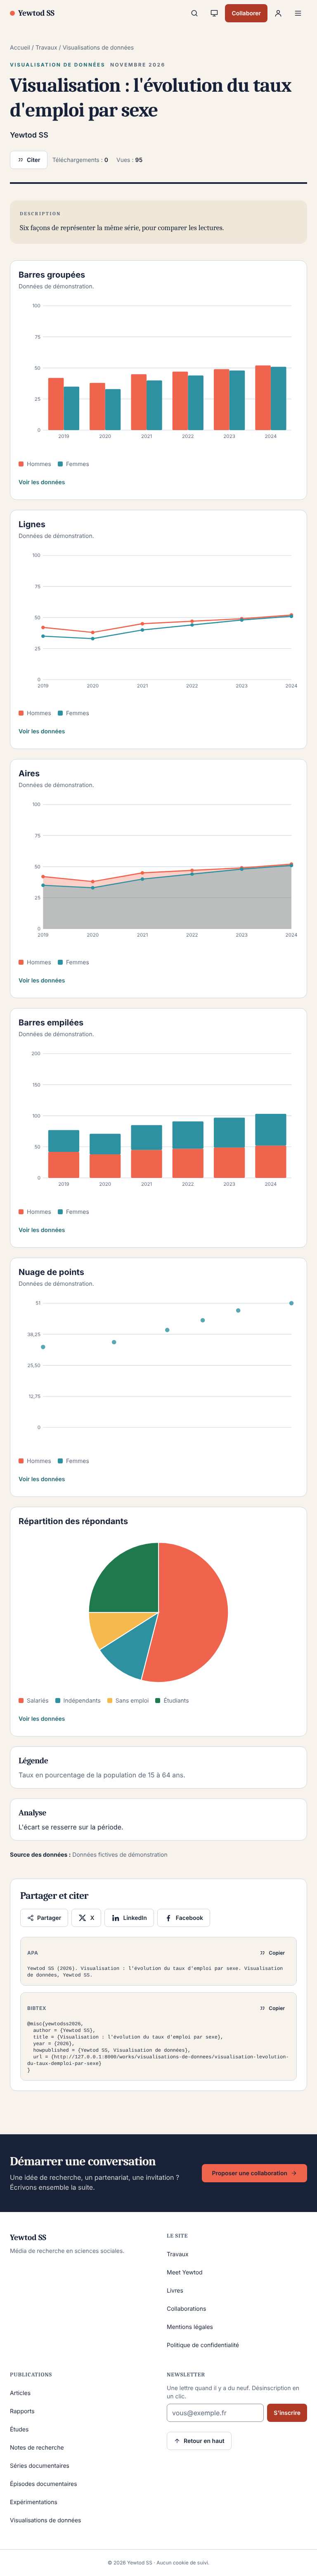 Yewtod SS
Collaborer
Accueil / Travaux / Visualisations de données
VISUALISATION DE DONNÉES NOVEMBRE 2026
Visualisation : l'évolution du taux
d'emploi par sexe
Yewtod SS
Citer
Téléchargements : 0
Vues : 95
DESCRIPTION
Six façons de représenter la même série, pour comparer les lectures.
Barres groupées
Données de démonstration.
100
75
50
25
0
2019 2020 2021 2022 2023 2024
Hommes Femmes
Voir les données
Lignes
Données de démonstration.
100
75
50
25
0
2019 2020 2021 2022 2023 2024
Hommes Femmes
Voir les données
Aires
Données de démonstration.
100
75
50
25
0
2019 2020 2021 2022 2023 2024
Hommes Femmes
Voir les données
Barres empilées
Données de démonstration.
200
150
100
50
0
2019 2020 2021 2022 2023 2024
Hommes Femmes
Voir les données
Nuage de points
Données de démonstration.
51
38,25
25,50
12,75
0
Hommes Femmes
Voir les données
Répartition des répondants
Salariés Indépendants Sans emploi Étudiants
Voir les données
Légende
Taux en pourcentage de la population de 15 à 64 ans.
Analyse
L'écart se resserre sur la période.
Source des données : Données fictives de démonstration
Partager et citer
Partager X LinkedIn Facebook
APA
Copier
Yewtod SS (2026). Visualisation : l'évolution du taux d'emploi par sexe. Visualisation
de données, Yewtod SS.
BIBTEX
Copier
@misc{yewtodss2026,
author = {Yewtod SS},
title = {Visualisation : l'évolution du taux d'emploi par sexe},
year = {2026},
howpublished = {Yewtod SS, Visualisation de données},
url = {http://127.0.0.1:8000/works/visualisations-de-donnees/visualisation-levolution-
du-taux-demploi-par-sexe}
}
Démarrer une conversation
Une idée de recherche, un partenariat, une invitation ?
Écrivons ensemble la suite.
Proposer une collaboration →
Yewtod SS
Média de recherche en sciences sociales.
LE SITE
Travaux
Meet Yewtod
Livres
Collaborations
Mentions légales
Politique de confidentialité
PUBLICATIONS
Articles
Rapports
Études
Notes de recherche
Séries documentaires
Épisodes documentaires
Expérimentations
Visualisations de données
NEWSLETTER
Une lettre quand il y a du neuf. Désinscription en
un clic.
vous@exemple.fr
S'inscrire
↑ Retour en haut
© 2026 Yewtod SS · Aucun cookie de suivi.